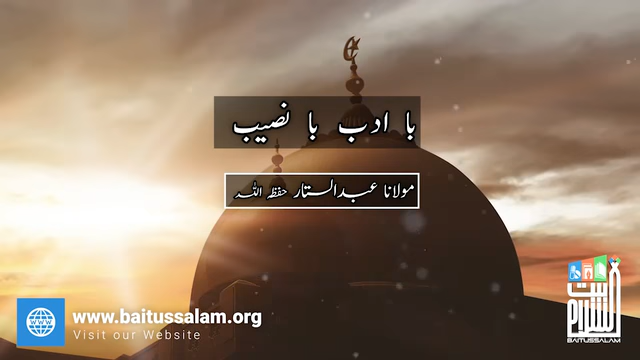 با ادب با نصیب
مولانا عبدالستار حفظہ اللہ
www.baitussalam.org
Visit our Website
بیت السلام
BAITUSSALAM